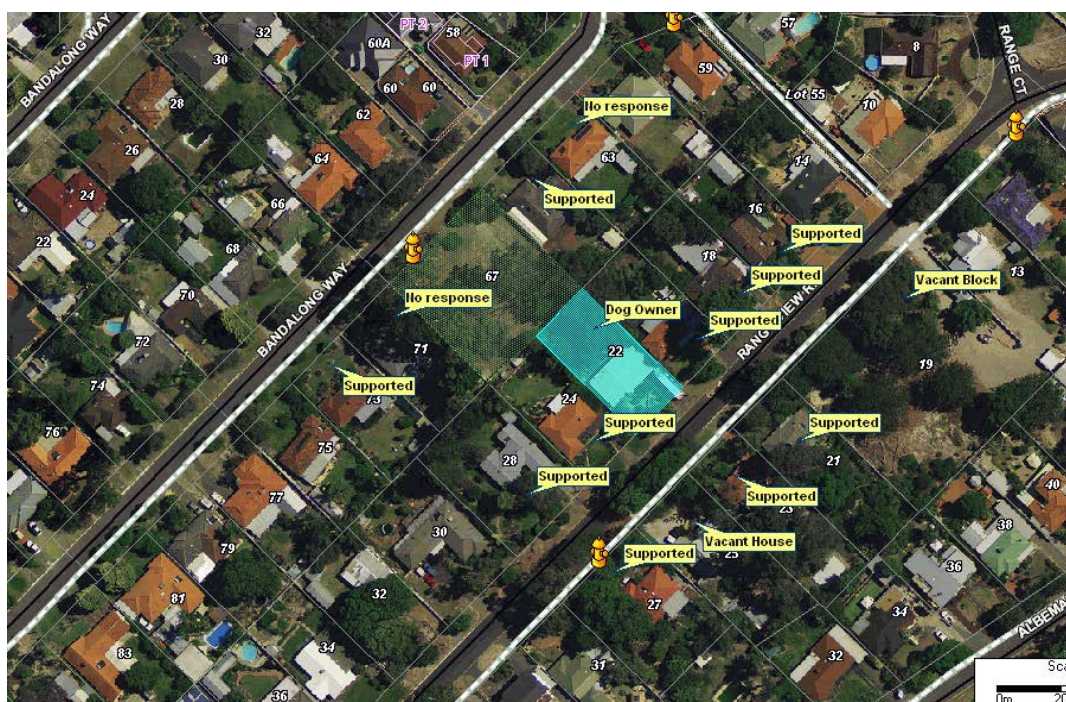 57
58
PT 2
60A
PT 1
32
30
BANDALONG WAY
8
RANGE CT
59
60
60
28
Lot 55
10
No response
62
26
64
63
14
24
Supported
66
16
22
Supported
68
18
67
Supported
13
70
No response
Vacant Block
Dog Owner
BANDALONG WAY
Supported
72
71
22
19
74
Supported
73
24
Supported
Supported
76
75
28
21
Supported
40
77
Supported
23
38
30
Vacant House
79
Supported
25
36
81
32
27
34
ALBEMA
83
34
31
32
36
Sca
0m
20